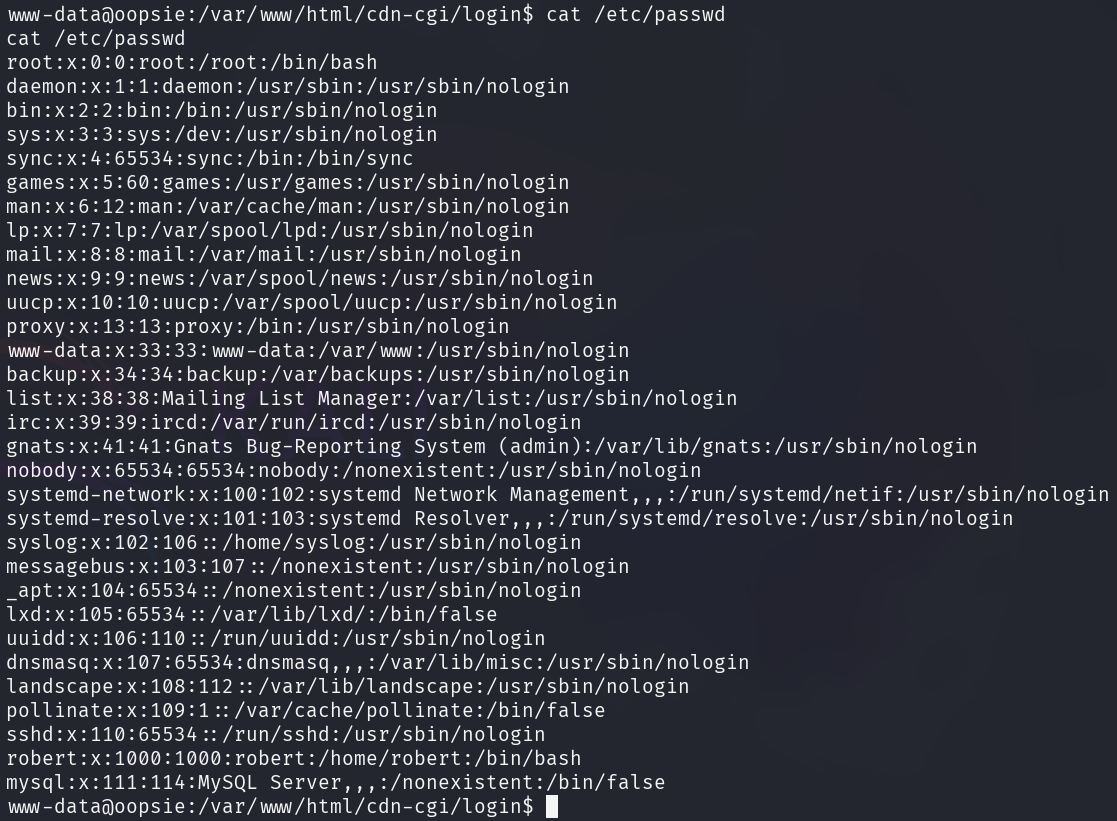 www-data@oopsie:/var/www/html/cdn-cgi/login$ cat /etc/passwd
cat /etc/passwd
root:x:0:0:root:/root:/bin/bash
daemon:x:1:1:daemon:/usr/sbin:/usr/sbin/nologin
bin:x:2:2:bin:/bin:/usr/sbin/nologin
sys:x:3:3:sys:/dev:/usr/sbin/nologin
sync:x:4:65534:sync:/bin:/bin/sync
games:x:5:60:games:/usr/games:/usr/sbin/nologin
man:x:6:12:man:/var/cache/man:/usr/sbin/nologin
lp:x:7:7:lp:/var/spool/lpd:/usr/sbin/nologin
mail:x:8:8:mail:/var/mail:/usr/sbin/nologin
news:x:9:9:news:/var/spool/news:/usr/sbin/nologin
uucp:x:10:10:uucp:/var/spool/uucp:/usr/sbin/nologin
proxy:x:13:13:proxy:/bin:/usr/sbin/nologin
www-data:x:33:33:www-data:/var/www:/usr/sbin/nologin
backup:x:34:34:backup:/var/backups:/usr/sbin/nologin
list:x:38:38:Mailing List Manager:/var/list:/usr/sbin/nologin
irc:x:39:39:ircd:/var/run/ircd:/usr/sbin/nologin
gnats:x:41:41:Gnats Bug-Reporting System (admin):/var/lib/gnats:/usr/sbin/nologin
nobody:x:65534:65534:nobody:/nonexistent:/usr/sbin/nologin
systemd-network:x:100:102:systemd Network Management,,,:/run/systemd/netif:/usr/sbin/nologin
systemd-resolve:x:101:103:systemd Resolver,,,:/run/systemd/resolve:/usr/sbin/nologin
syslog:x:102:106::/home/syslog:/usr/sbin/nologin
messagebus:x:103:107::/nonexistent:/usr/sbin/nologin
_apt:x:104:65534::/nonexistent:/usr/sbin/nologin
lxd:x:105:65534::/var/lib/lxd/:/bin/false
uuidd:x:106:110::/run/uuidd:/usr/sbin/nologin
dnsmasq:x:107:65534:dnsmasq,,,:/var/lib/misc:/usr/sbin/nologin
landscape:x:108:112::/var/lib/landscape:/usr/sbin/nologin
pollinate:x:109:1::/var/cache/pollinate:/bin/false
sshd:x:110:65534::/run/sshd:/usr/sbin/nologin
robert:x:1000:1000:robert:/home/robert:/bin/bash
mysql:x:111:114:MySQL Server,,,:/nonexistent:/bin/false
www-data@oopsie:/var/www/html/cdn-cgi/login$